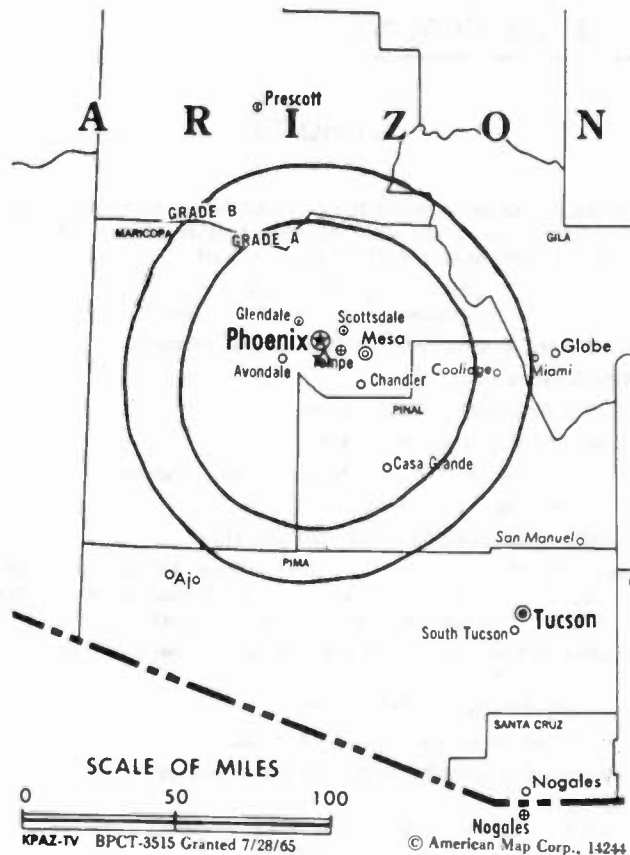 Prescott
A R I Z O N
GRADE B
MARICOPA
GRADE A
GILA
Glendale
Scottsdale
Phoenix
Mesa
Tempe
Globe
Avondale
Coolidge
Miami
Chandler
PINAL
Casa Grande
San Manuel
PIMA
Ajo
Tucson
South Tucson
SANTA CRUZ
SCALE OF MILES
Nogales
0 50 100
Nogales
KPAZ-TV BPCT-3515 Granted 7/28/65
© American Map Corp., 14244